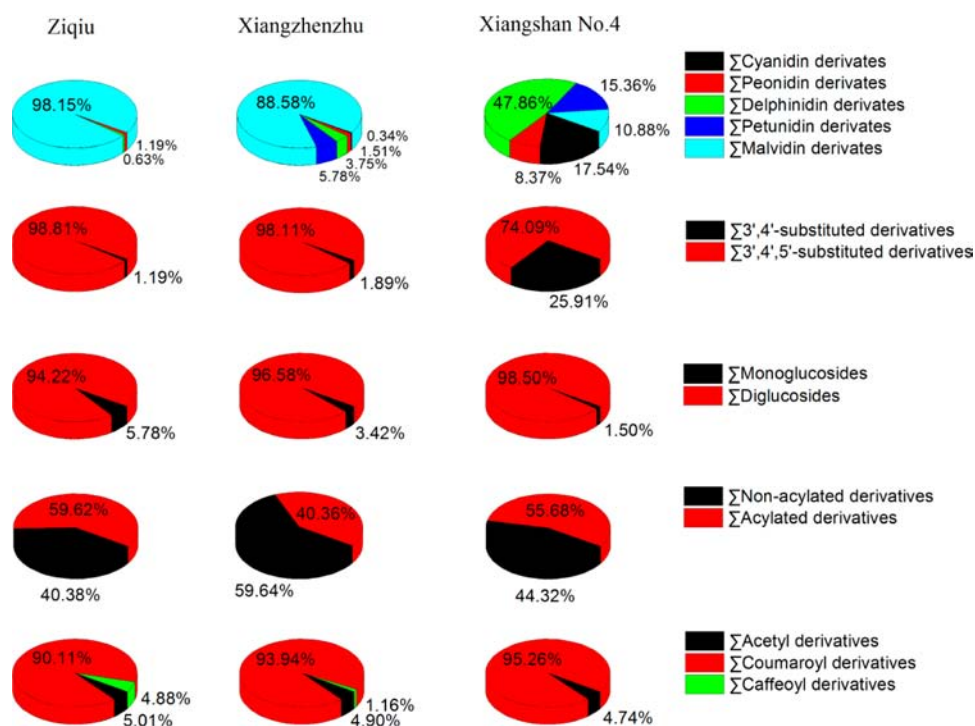 Ziqiu
Xiangzhenzhu
Xiangshan No.4
98.15%
1.19%
0.63%
88.58%
0.34%
1.51%
3.75%
5.78%
47.86%
15.36%
10.88%
17.54%
8.37%
∑Cyanidin derivates
∑Peonidin derivates
∑Delphinidin derivates
∑Petunidin derivates
∑Malvidin derivates
98.81%
1.19%
98.11%
1.89%
74.09%
25.91%
∑3',4'-substituted derivatives
∑3',4',5'-substituted derivatives
94.22%
5.78%
96.58%
3.42%
98.50%
1.50%
∑Monoglucosides
∑Diglucosides
59.62%
40.38%
40.36%
59.64%
55.68%
44.32%
∑Non-acylated derivatives
∑Acylated derivatives
90.11%
4.88%
5.01%
93.94%
1.16%
4.90%
95.26%
4.74%
∑Acetyl derivatives
∑Coumaroyl derivatives
∑Caffeoyl derivatives